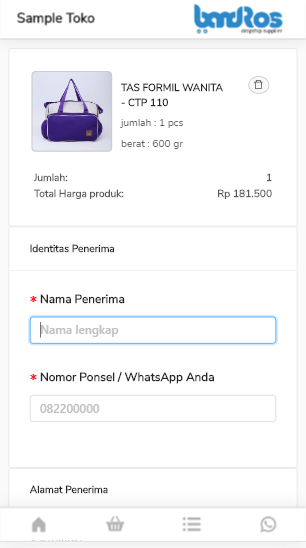 Sample Toko
bandros
dropship supplier
TAS FORMIL WANITA
- CTP 110
jumlah : 1 pcs
berat : 600 gr
Jumlah: 1
Total Harga produk: Rp 181.500
Identitas Penerima
* Nama Penerima
Nama lengkap
* Nomor Ponsel / WhatsApp Anda
082200000
Alamat Penerima